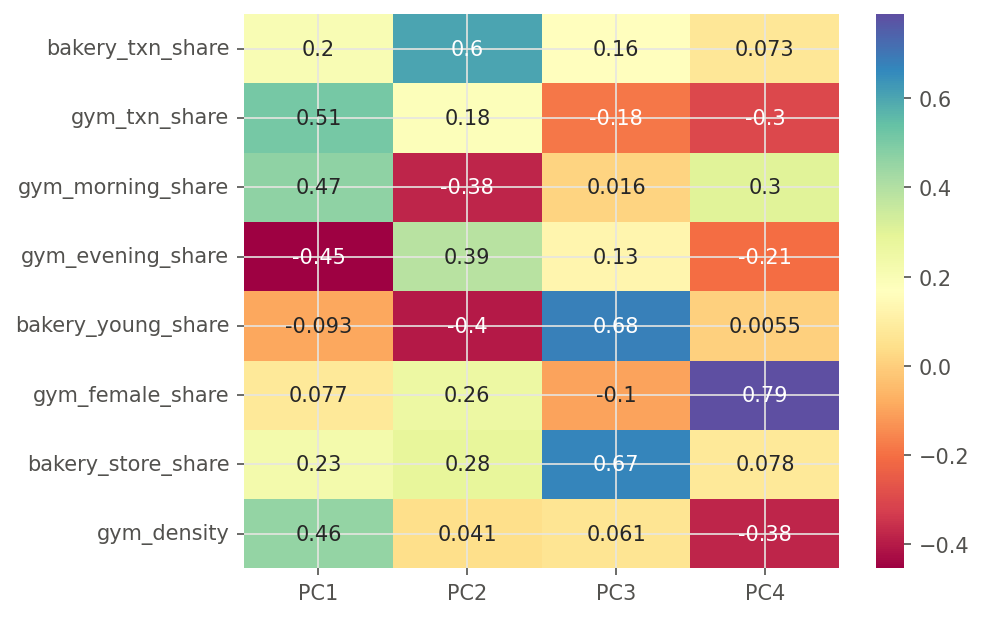 bakery_txn_share 0.2 0.6 0.16 0.073
gym_txn_share 0.51 0.18 -0.18 -0.3
gym_morning_share 0.47 -0.38 0.016 0.3
gym_evening_share -0.45 0.39 0.13 -0.21
bakery_young_share -0.093 -0.4 0.68 0.0055
gym_female_share 0.077 0.26 -0.1 0.79
bakery_store_share 0.23 0.28 0.67 0.078
gym_density 0.46 0.041 0.061 -0.38
PC1 PC2 PC3 PC4
0.6
0.4
0.2
0.0
−0.2
−0.4